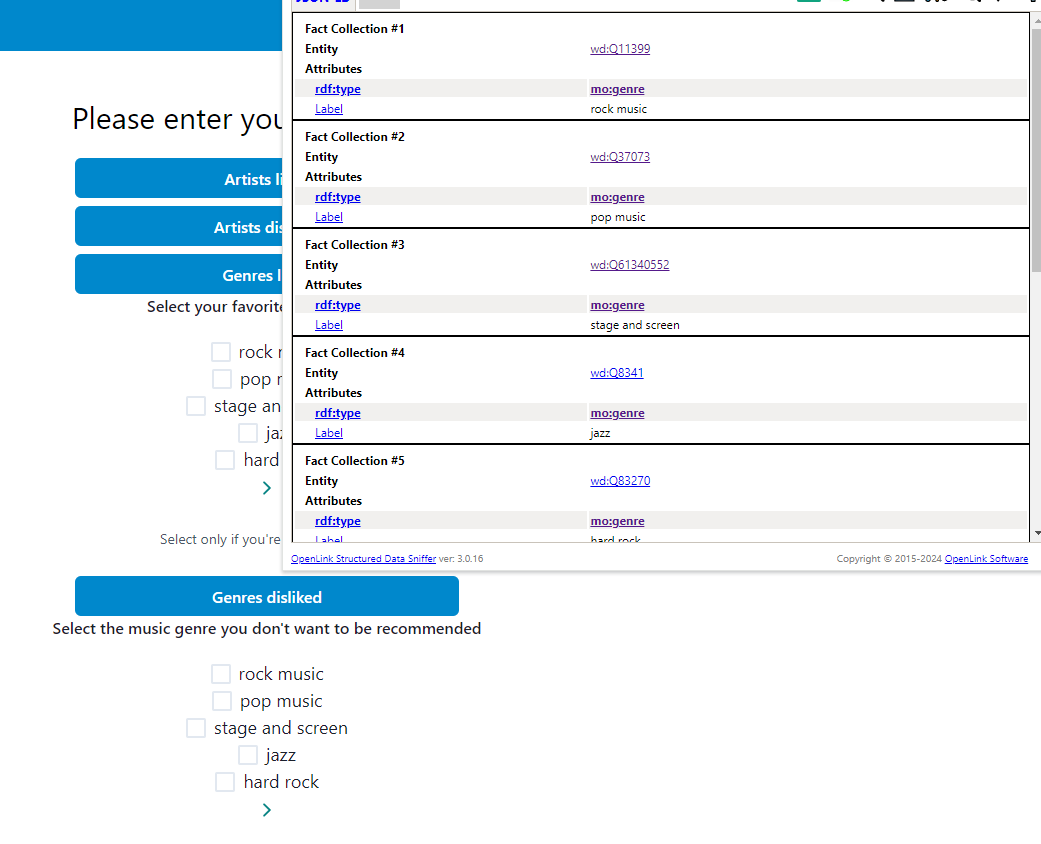 JSON-LD
Fact Collection #1
Entity wd:Q11399
Attributes
rdf:type mo:genre
Label rock music
Fact Collection #2
Entity wd:Q37073
Attributes
rdf:type mo:genre
Label pop music
Fact Collection #3
Entity wd:Q61340552
Attributes
rdf:type mo:genre
Label stage and screen
Fact Collection #4
Entity wd:Q8341
Attributes
rdf:type mo:genre
Label jazz
Fact Collection #5
Entity wd:Q83270
Attributes
rdf:type mo:genre
Label hard rock
OpenLink Structured Data Sniffer ver: 3.0.16
Copyright © 2015-2024 OpenLink Software
Please enter you
Artists li
Artists dis
Genres l
Select your favorite
rock
pop
stage an
jaz
hard
Select only if you're
Genres disliked
Select the music genre you don't want to be recommended
rock music
pop music
stage and screen
jazz
hard rock